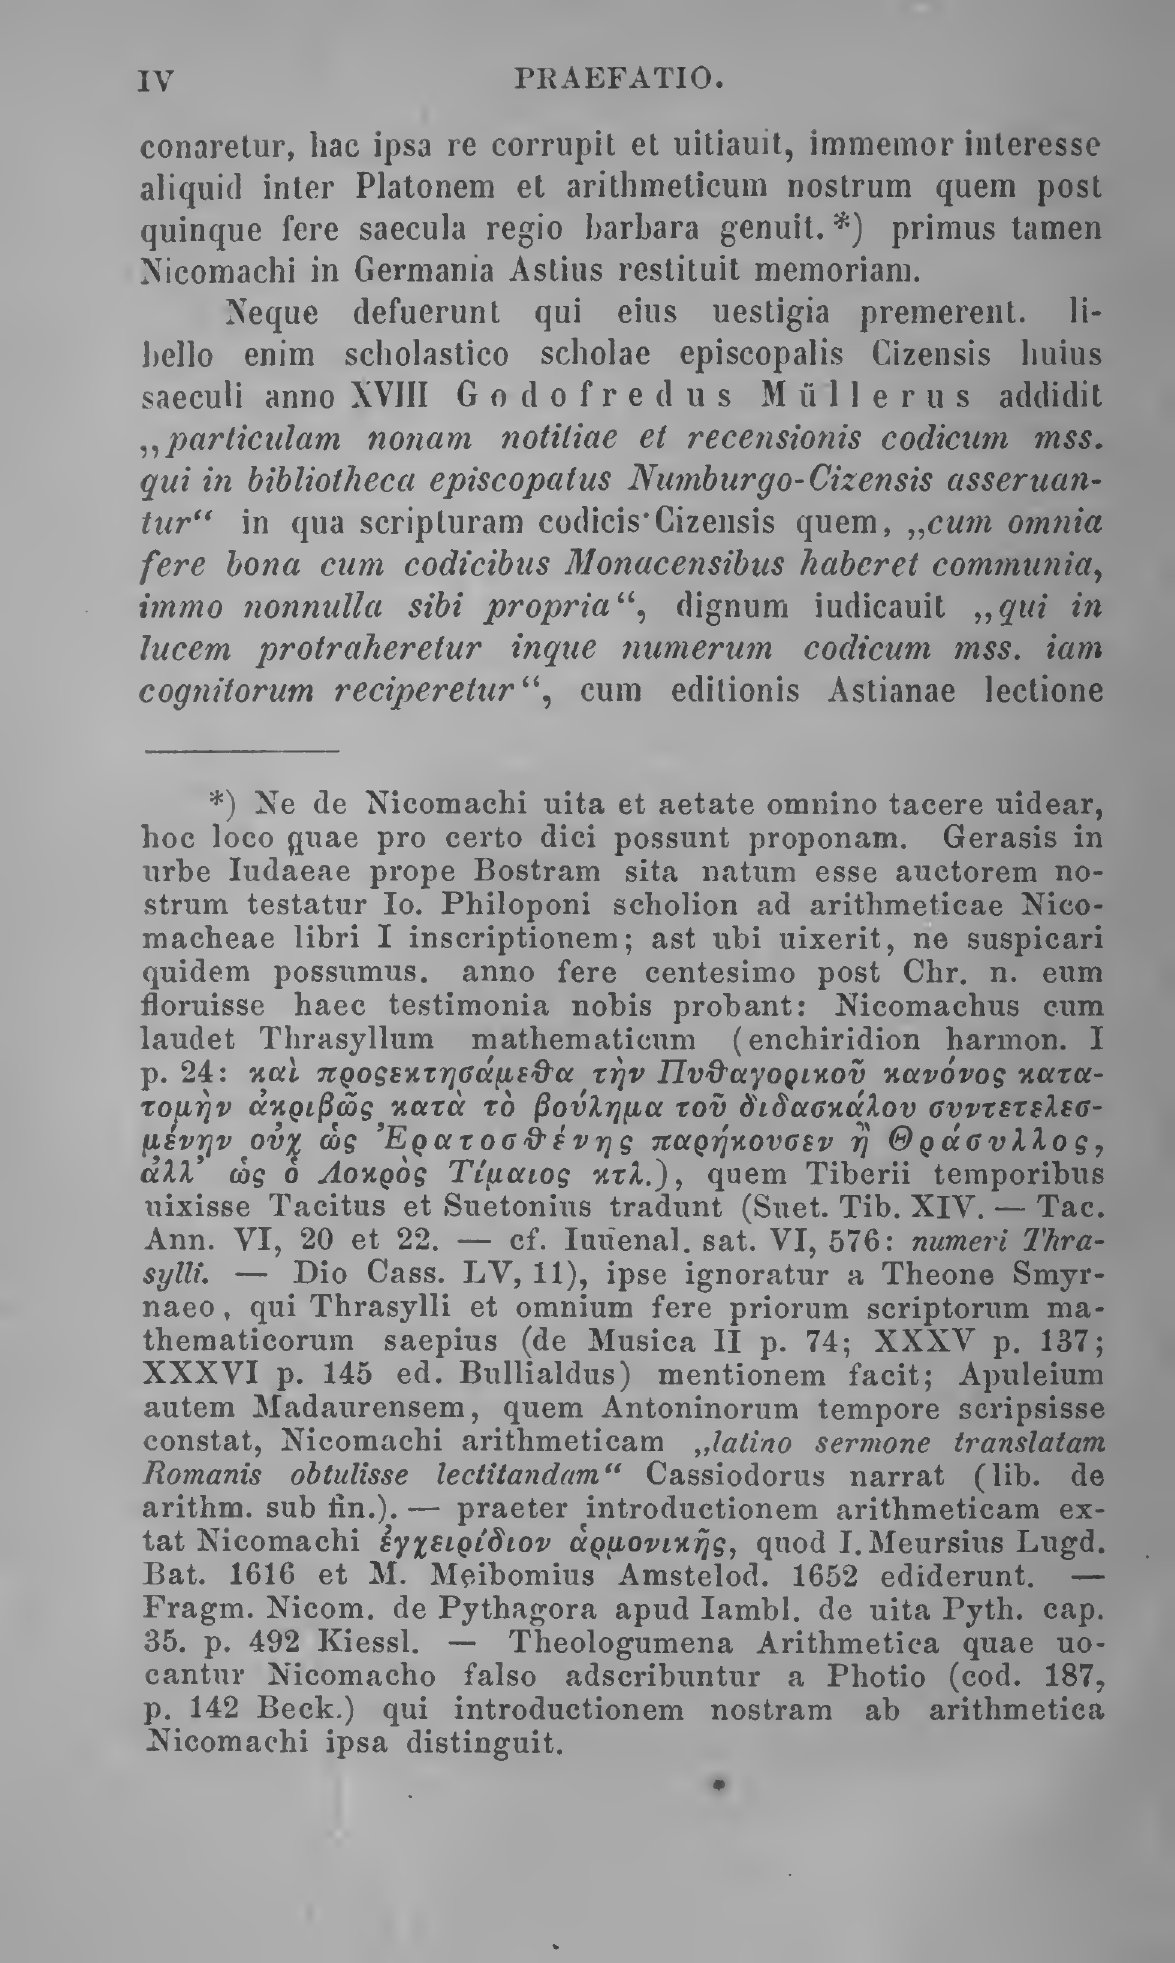 IV PRAEFATIO.
conaretur, hac ipsa re corrupit et uitiauit, immemor interesse
aliquid inter Platonem et arithmeticum nostrum quem post
quinque fere saecula regio barbara genuit.*) primus tamen
Nicomachi in Germania Astius restituit memoriam.
Neque defuerunt qui eius uestigia premerent. li-
bello enim scholastico scholae episcopalis Cizensis huius
saeculi anno XVIII Godofredus Müllerus addidit
„particulam nonam notitiae et recensionis codicum mss.
qui in bibliotheca episcopatus Numburgo-Cizensis asseruan-
tur“ in qua scripturam codicis Cizensis quem, „cum omnia
fere bona cum codicibus Monacensibus haberet communia,
immo nonnulla sibi propria“, dignum iudicauit „qui in
lucem protraheretur inque numerum codicum mss. iam
cognitorum reciperetur“, cum editionis Astianae lectione
*) Ne de Nicomachi uita et aetate omnino tacere uidear,
hoc loco quae pro certo dici possunt proponam. Gerasis in
urbe Iudaeae prope Bostram sita natum esse auctorem no-
strum testatur Io. Philoponi scholion ad arithmeticae Nico-
macheae libri I inscriptionem; ast ubi uixerit, ne suspicari
quidem possumus. anno fere centesimo post Chr. n. eum
floruisse haec testimonia nobis probant: Nicomachus cum
laudet Thrasyllum mathematicum (enchiridion harmon. I
p. 24: καὶ προςεκτησάμεϑα τὴν Πυϑαγορικοῦ κανόνος κατα-
τομὴν ἀκριβῶς κατὰ τὸ βούλημα τοῦ διδασκάλου συντετελεσ-
μένην οὐχ ὡς Ἐρατοσϑένης παρήκουσεν ἢ Θράσυλλος,
ἀλλ’ ὡς ὁ Λοκρὸς Τίμαιος κτλ.), quem Tiberii temporibus
uixisse Tacitus et Suetonius tradunt (Suet. Tib. XIV. — Tac.
Ann. VI, 20 et 22. — cf. Iuuenal. sat. VI, 576: numeri Thra-
sylli. — Dio Cass. LV, 11), ipse ignoratur a Theone Smyr-
naeo, qui Thrasylli et omnium fere priorum scriptorum ma-
thematicorum saepius (de Musica II p. 74; XXXV p. 137;
XXXVI p. 145 ed. Bullialdus) mentionem facit; Apuleium
autem Madaurensem, quem Antoninorum tempore scripsisse
constat, Nicomachi arithmeticam „latino sermone translatam
Romanis obtulisse lectitandam“ Cassiodorus narrat (lib. de
arithm. sub fin.). — praeter introductionem arithmeticam ex-
tat Nicomachi ἐγχειρίδιον ἁρμονικῆς, quod I. Meursius Lugd.
Bat. 1616 et M. Meibomius Amstelod. 1652 ediderunt. —
Fragm. Nicom. de Pythagora apud Iambl. de uita Pyth. cap.
35. p. 492 Kiessl. — Theologumena Arithmetica quae uo-
cantur Nicomacho falso adscribuntur a Photio (cod. 187,
p. 142 Beck.) qui introductionem nostram ab arithmetica
Nicomachi ipsa distinguit.